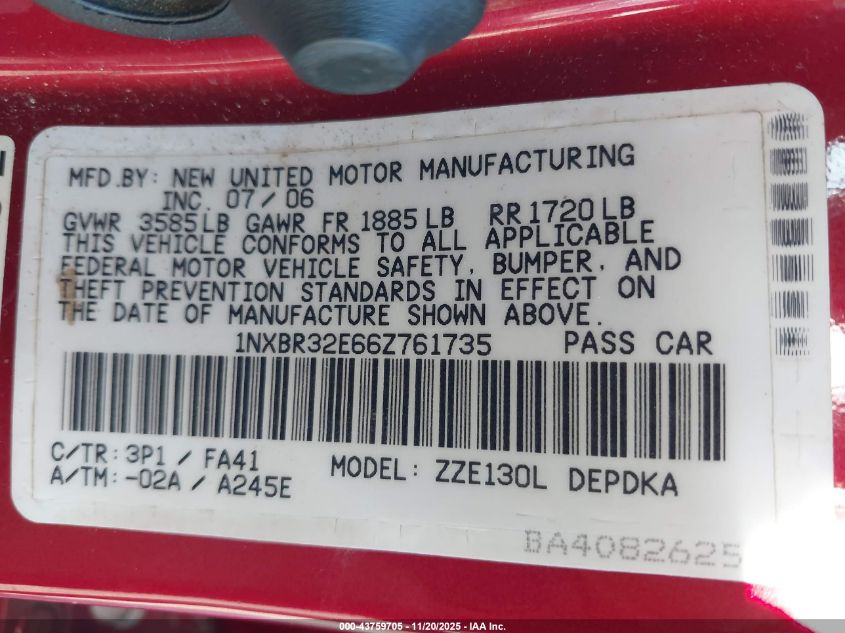 MFD.BY: NEW UNITED MOTOR MANUFACTURING
INC. 07/06
GVWR 3585LB GAWR FR 1885LB RR1720LB
THIS VEHICLE CONFORMS TO ALL APPLICABLE
FEDERAL MOTOR VEHICLE SAFETY, BUMPER, AND
THEFT PREVENTION STANDARDS IN EFFECT ON
THE DATE OF MANUFACTURE SHOWN ABOVE.
1NXBR32E66Z761735 PASS CAR
C/TR: 3P1 / FA41
A/TM: -02A / A245E
MODEL: ZZE130L DEPDKA
BA4082625
000-43759705 - 11/20/2025 - IAA Inc.